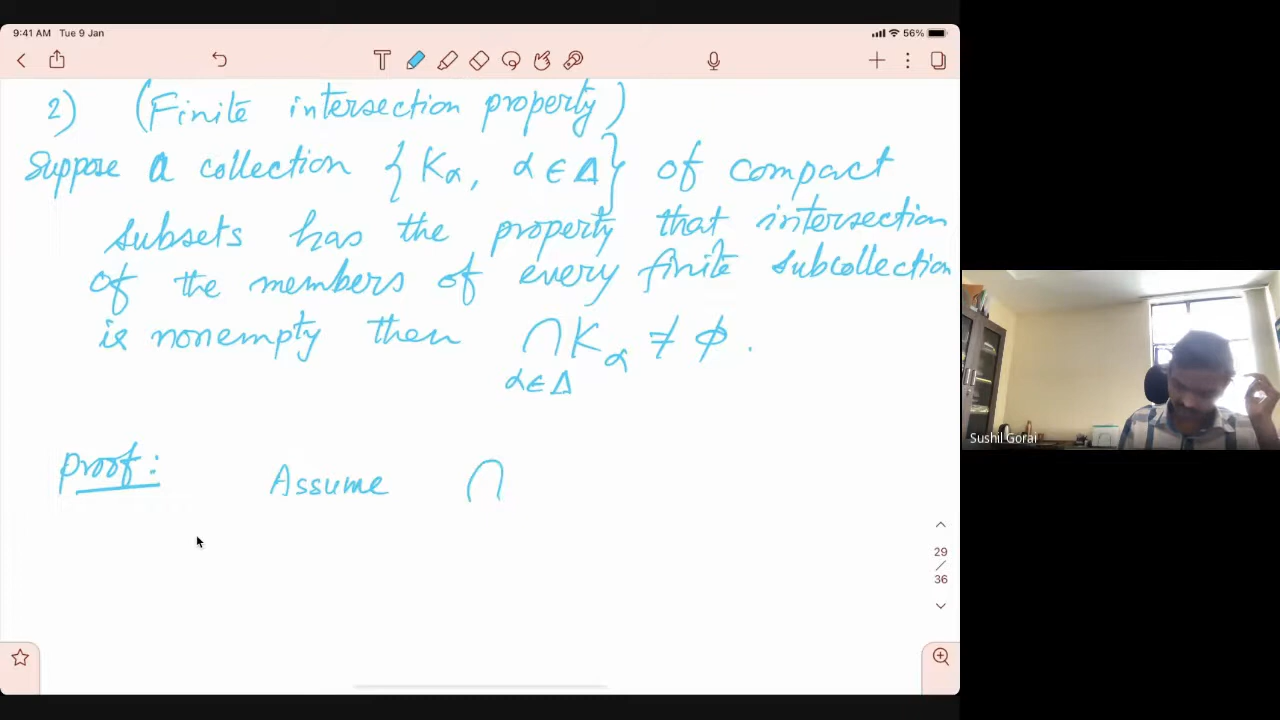 9:41 AM Tue 9 Jan
56%
2) (Finite intersection property)
Suppose a collection { Kα, α ∈ Δ } of compact
subsets has the property that intersection
of the members of every finite subcollection
is nonempty then ∩ Kα ≠ ϕ .
α ∈ Δ
Proof: Assume ∩
29
/
36
Sushil Gorai